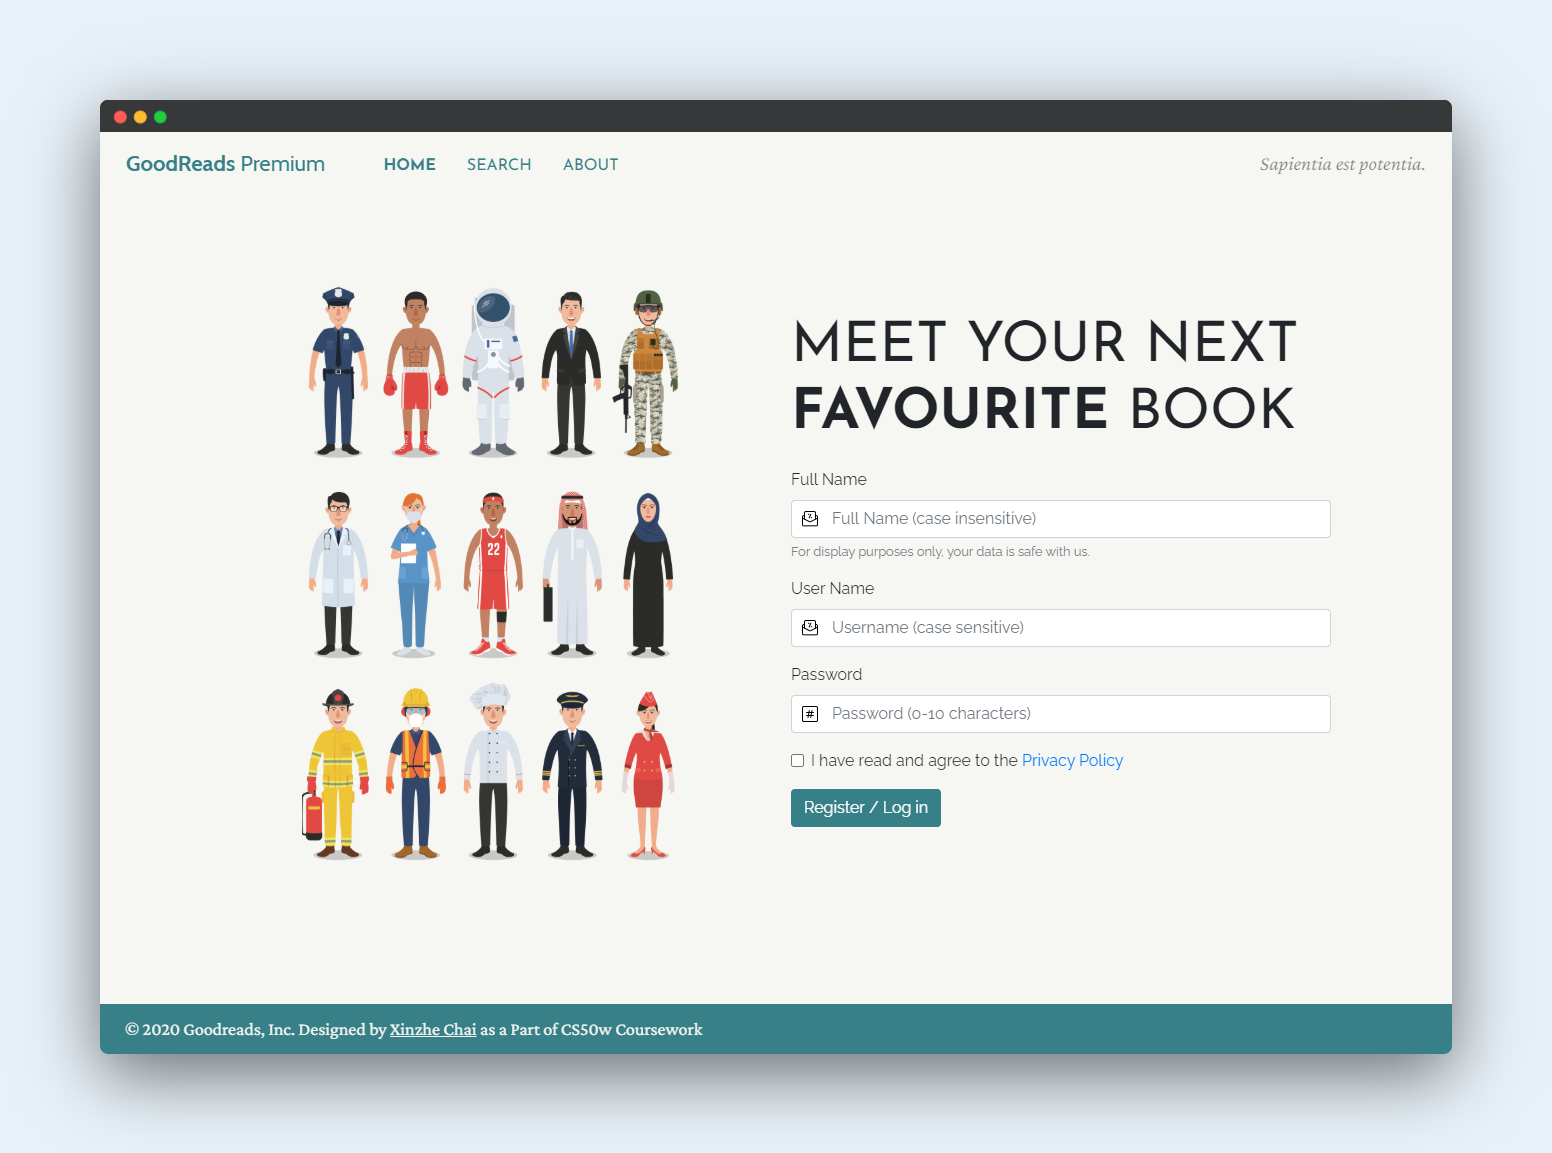 GoodReads Premium
HOME
SEARCH
ABOUT
Sapientia est potentia.
22
MEET YOUR NEXT
FAVOURITE BOOK
Full Name
Full Name (case insensitive)
For display purposes only, your data is safe with us.
User Name
Username (case sensitive)
Password
# Password (0-10 characters)
I have read and agree to the Privacy Policy
Register / Log in
© 2020 Goodreads, Inc. Designed by Xinzhe Chai as a Part of CS50w Coursework